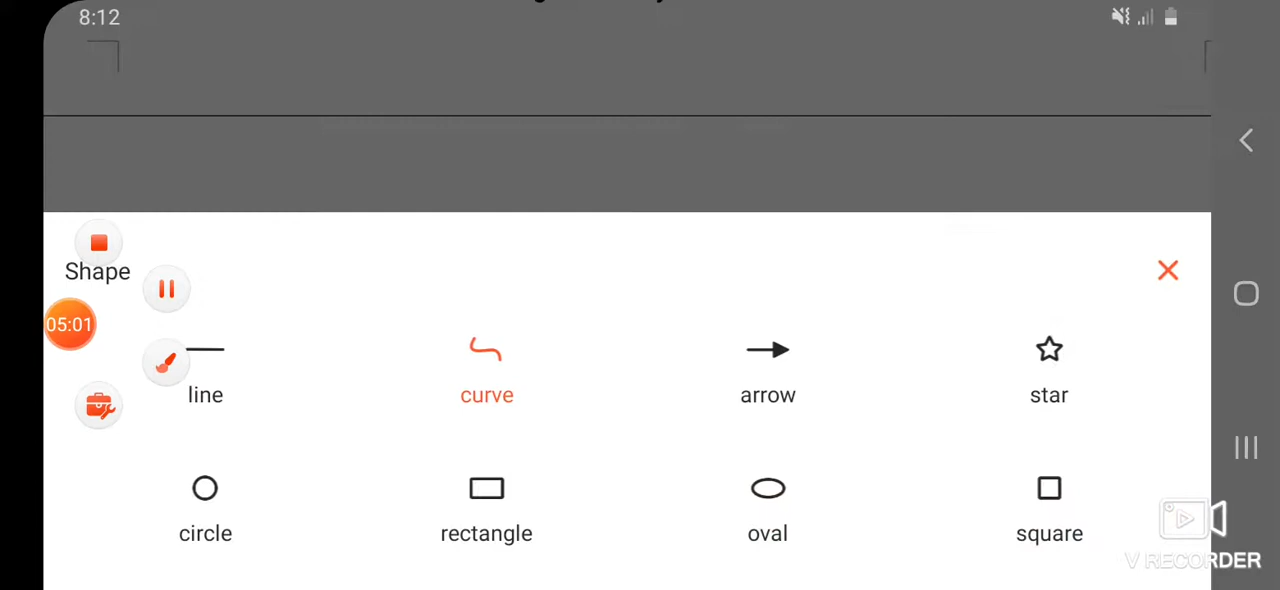 8:12
Shape
05:01
line
curve
arrow
star
circle
rectangle
oval
square
V RECORDER